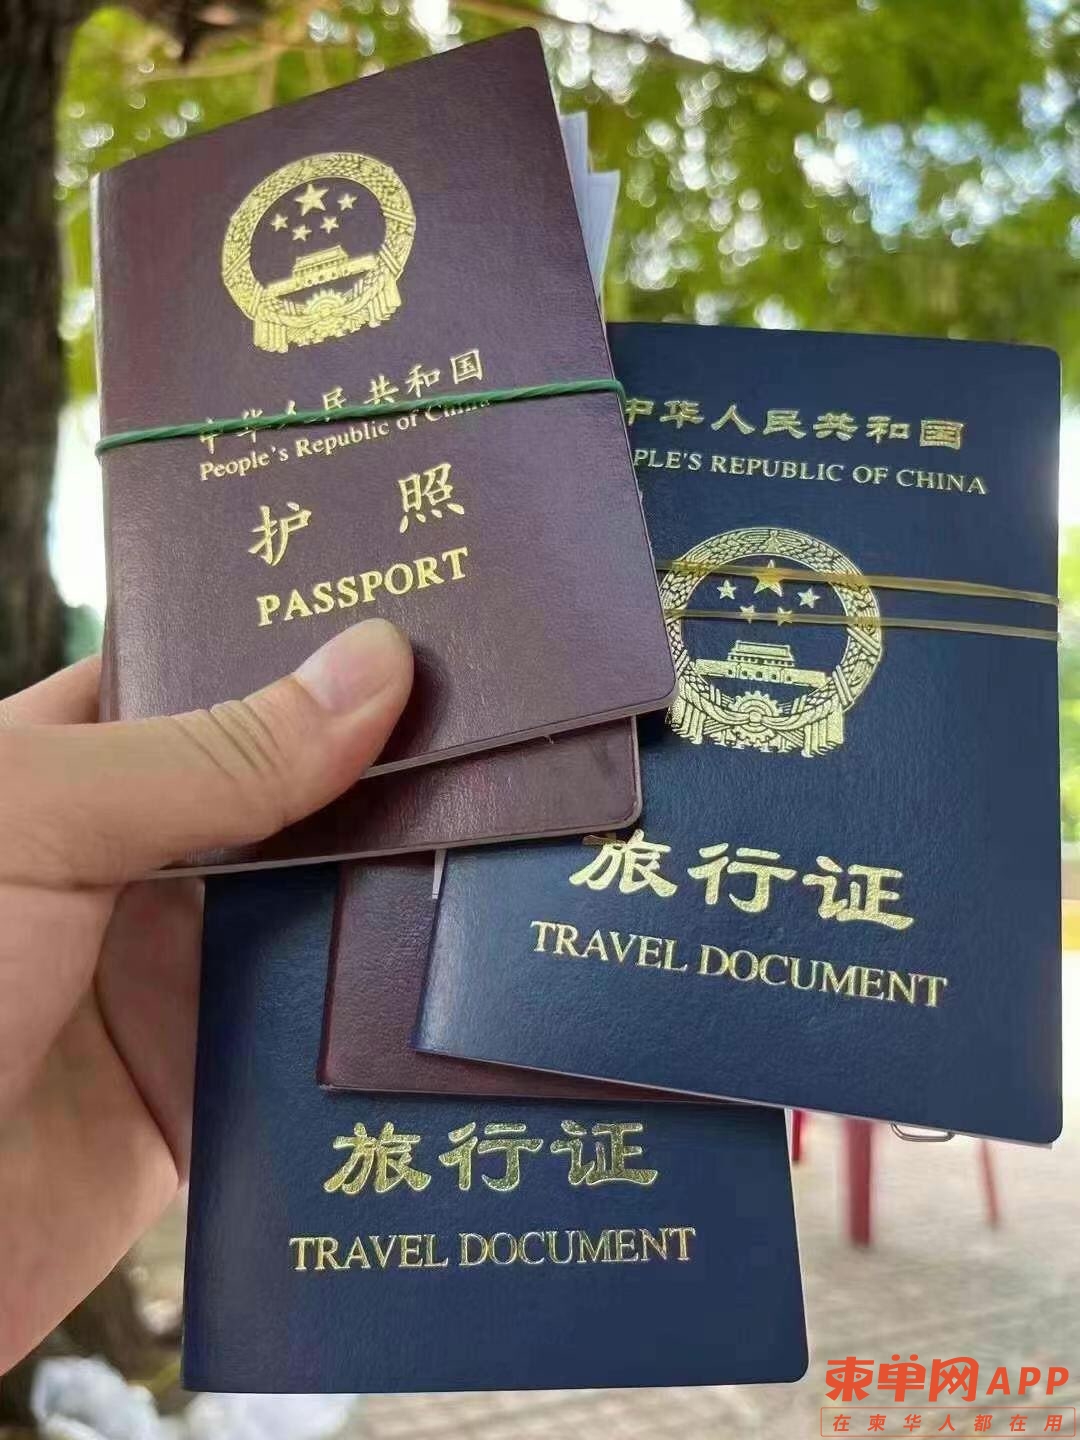 中华人民共和国
People's Republic of China
护 照
PASSPORT
中华人民共和国
PLE'S REPUBLIC OF CHINA
旅行证
TRAVEL DOCUMENT
旅行证
TRAVEL DOCUMENT
柬单网APP
在柬华人都在用